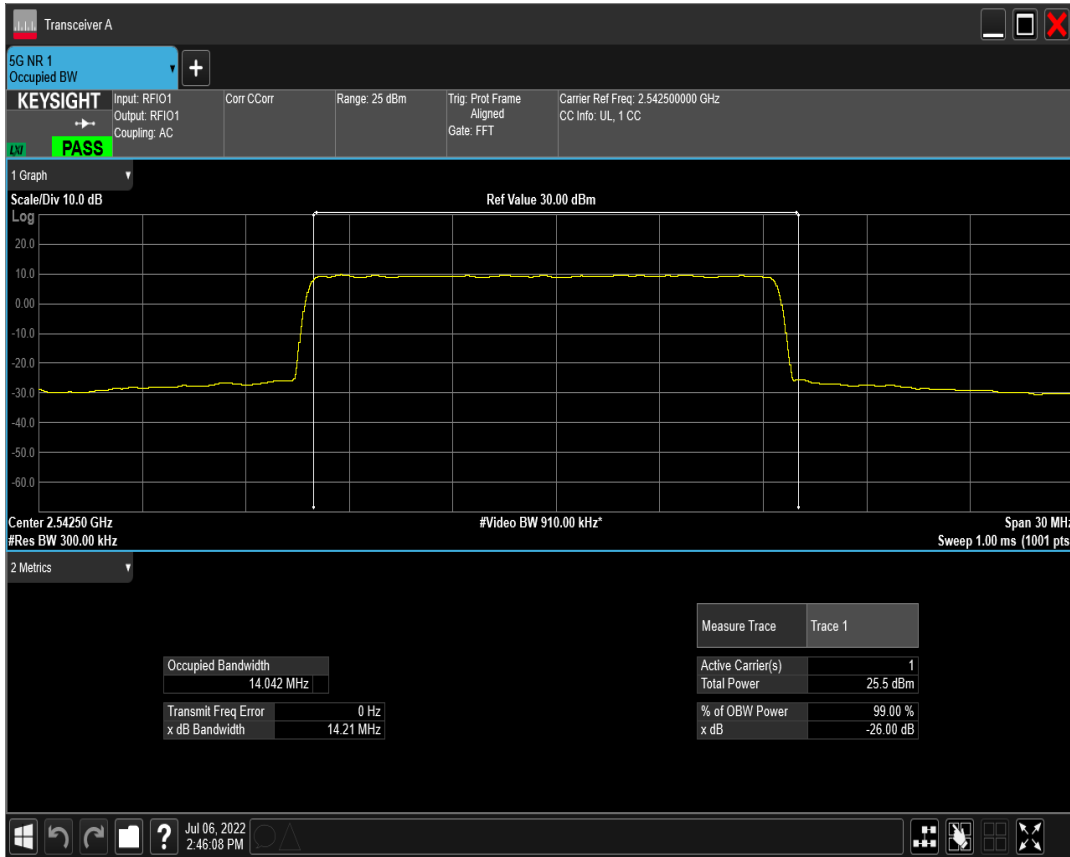 Transceiver A
5G NR 1
Occupied BW
+
KEYSIGHT
LXI
PASS
Input: RFIO1
Output: RFIO1
Coupling: AC
Corr CCorr
Range: 25 dBm
Trig: Prot Frame
Aligned
Gate: FFT
Carrier Ref Freq: 2.542500000 GHz
CC Info: UL, 1 CC
1 Graph
Scale/Div 10.0 dB
Ref Value 30.00 dBm
Log
20.0
10.0
0.00
-10.0
-20.0
-30.0
-40.0
-50.0
-60.0
Center 2.54250 GHz
#Video BW 910.00 kHz*
Span 30 MHz
#Res BW 300.00 kHz
Sweep 1.00 ms (1001 pts
2 Metrics
Measure Trace Trace 1
Occupied Bandwidth
14.042 MHz
Active Carrier(s) 1
Total Power 25.5 dBm
Transmit Freq Error 0 Hz
x dB Bandwidth 14.21 MHz
% of OBW Power 99.00 %
x dB -26.00 dB
?
Jul 06, 2022
2:46:08 PM